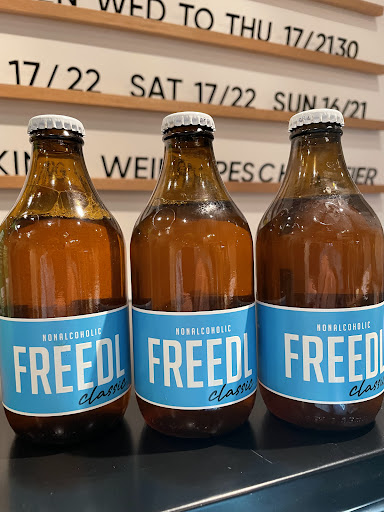 WED TO THU 17/2130
17/22 SAT 17/22 SUN 16/21
NONALCOHOLIC
FREEDL
classic
NONALCOHOLIC
FREEDL
classic
NONALCOHOLIC
FREEDL
classic